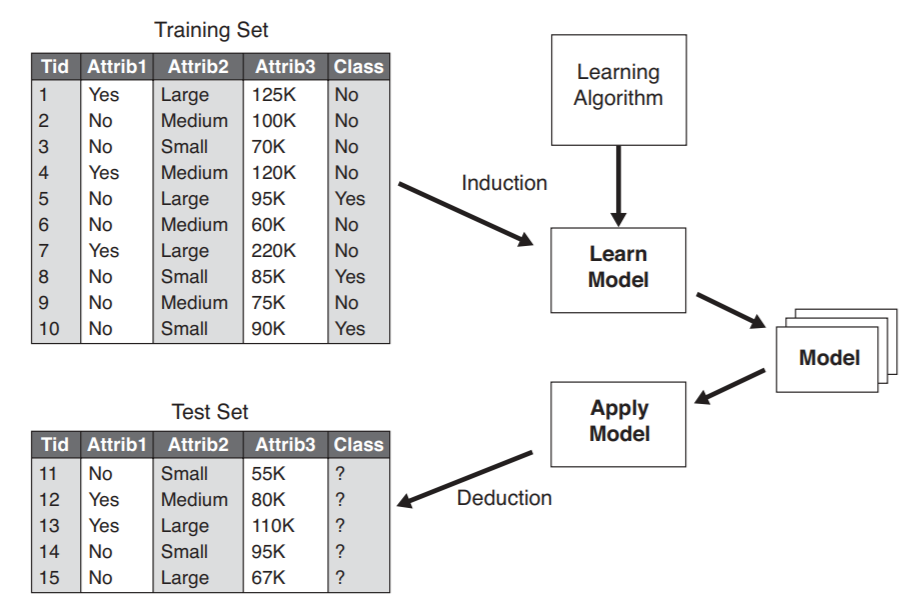 Training Set
Tid Attrib1 Attrib2 Attrib3 Class
1 Yes Large 125K No
2 No Medium 100K No
3 No Small 70K No
4 Yes Medium 120K No
5 No Large 95K Yes
6 No Medium 60K No
7 Yes Large 220K No
8 No Small 85K Yes
9 No Medium 75K No
10 No Small 90K Yes
Learning
Algorithm
Induction
Learn
Model
Model
Apply
Model
Deduction
Test Set
Tid Attrib1 Attrib2 Attrib3 Class
11 No Small 55K ?
12 Yes Medium 80K ?
13 Yes Large 110K ?
14 No Small 95K ?
15 No Large 67K ?